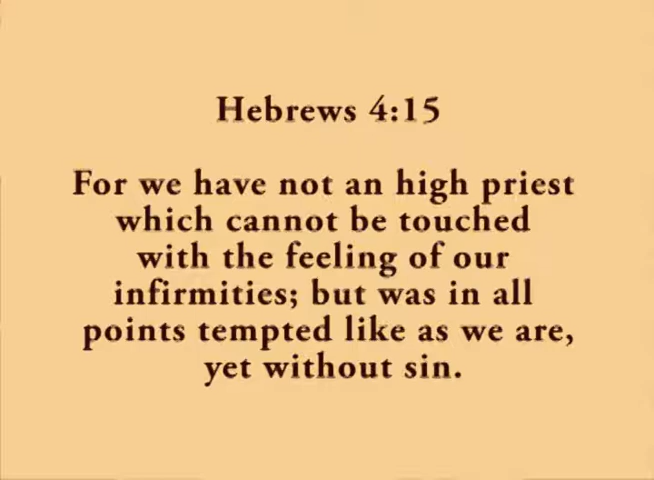 Hebrews 4:15
For we have not an high priest
which cannot be touched
with the feeling of our
infirmities; but was in all
points tempted like as we are,
yet without sin.